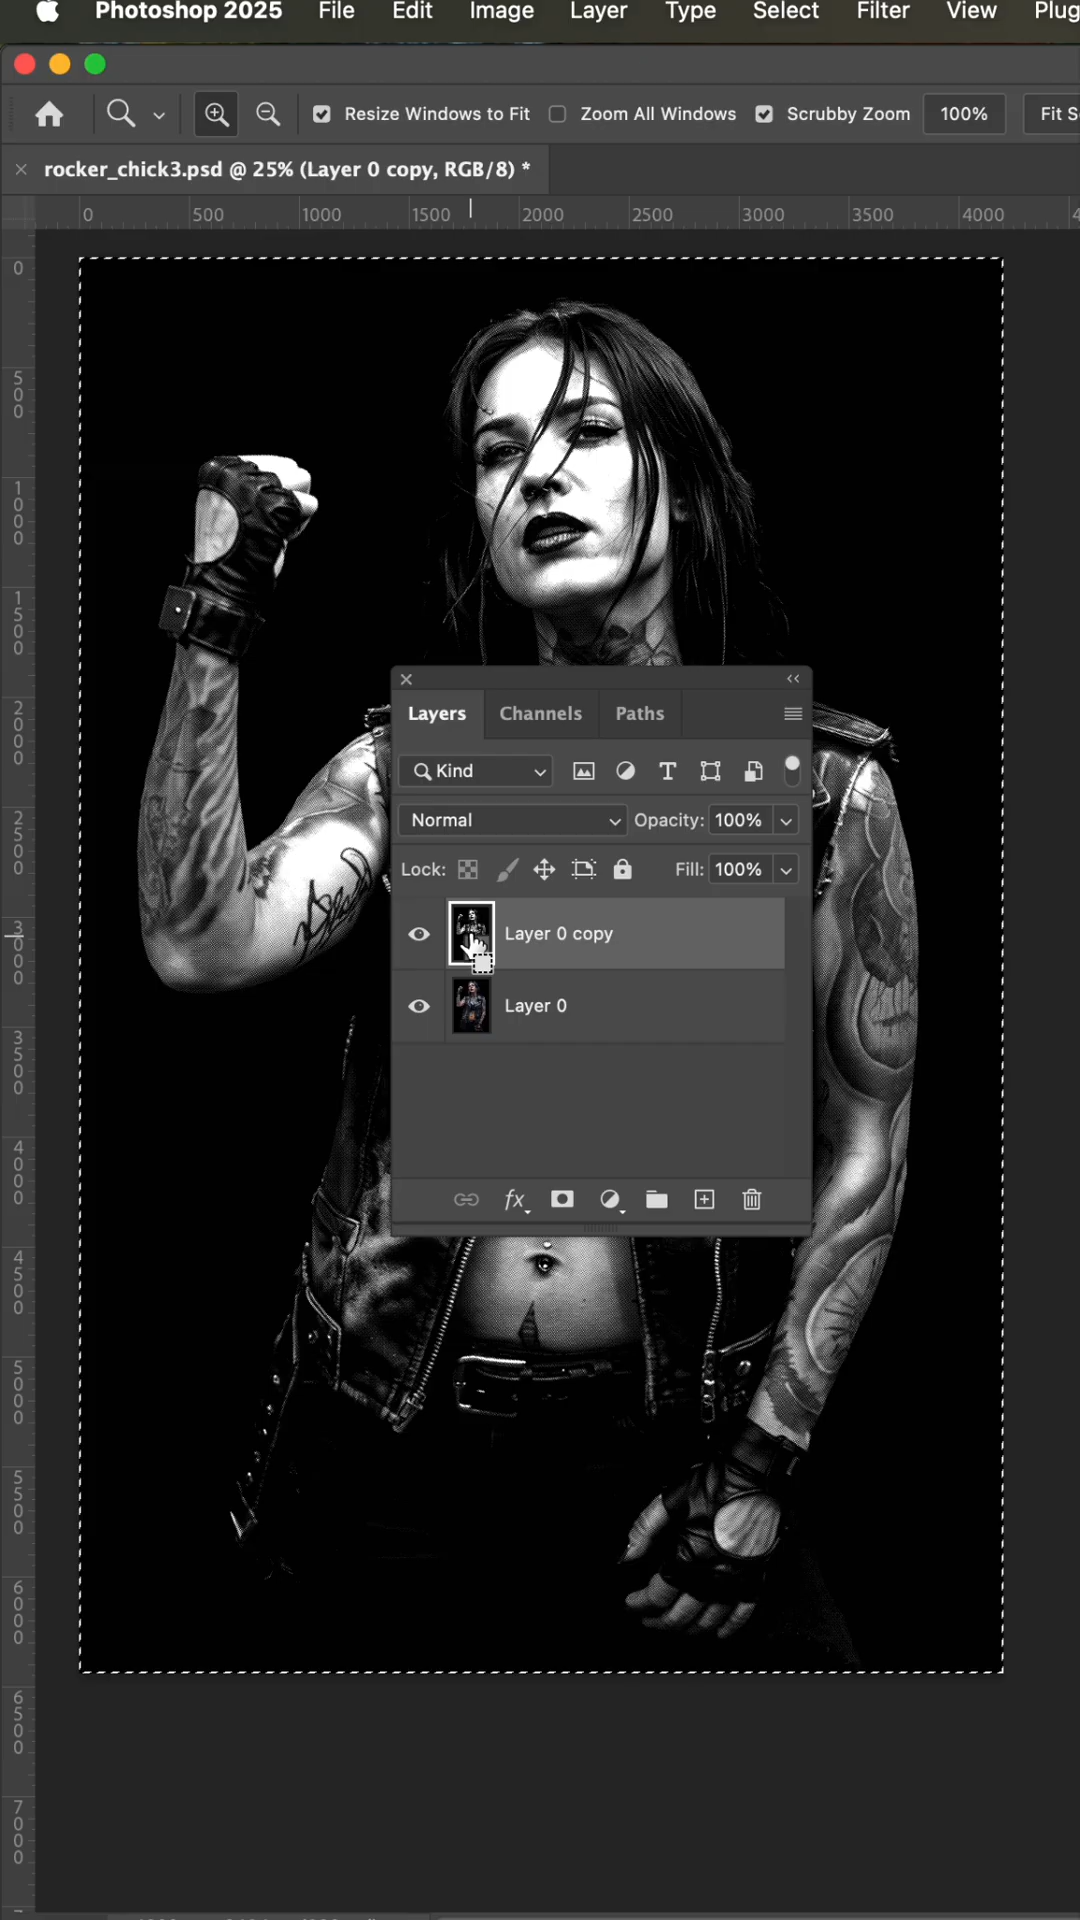 Photoshop 2025 File Edit Image Layer Type Select Filter View Plug
Resize Windows to Fit Zoom All Windows Scrubby Zoom 100% Fit S
rocker_chick3.psd @ 25% (Layer 0 copy, RGB/8) *
0 500 1000 1500 2000 2500 3000 3500 4000 4
0
500
1000
1500
2000
2500
3000
3500
4000
4500
5000
5500
6000
6500
7000
Layers Channels Paths
Kind
Normal Opacity: 100%
Lock: Fill: 100%
Layer 0 copy
Layer 0
fx